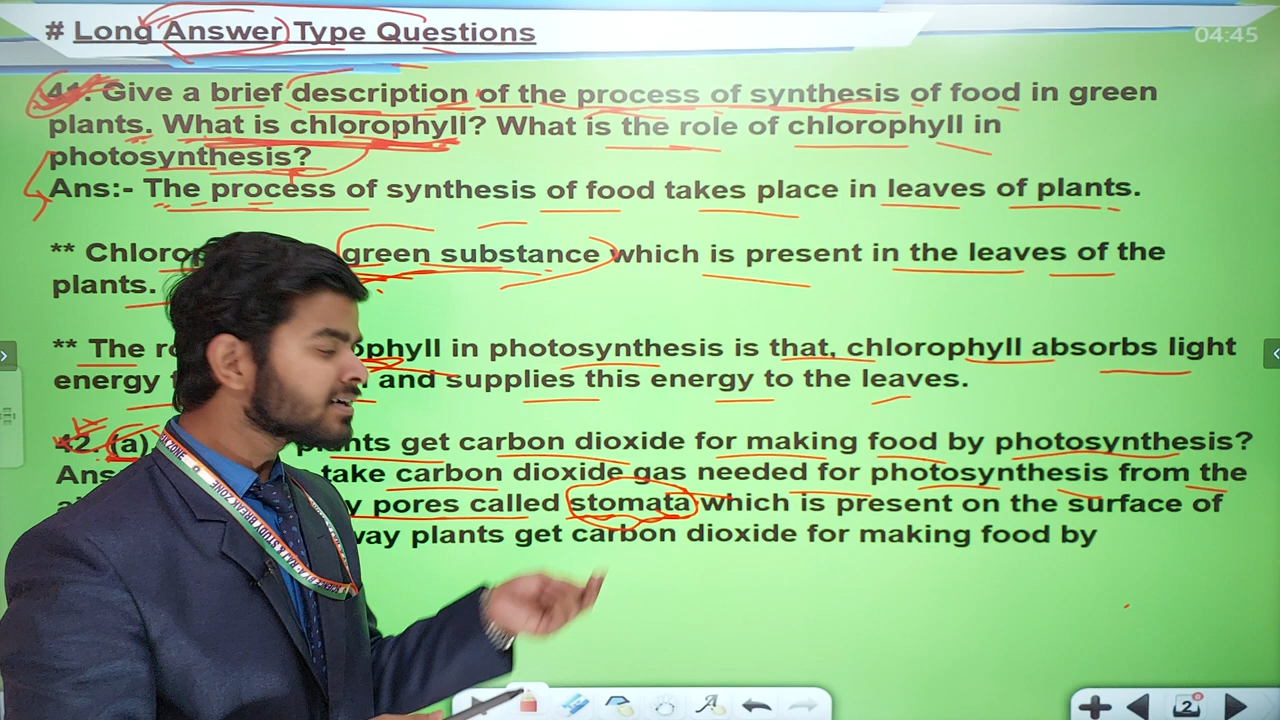 # Long Answer Type Questions
04:45
41. Give a brief description of the process of synthesis of food in green
plants. What is chlorophyll? What is the role of chlorophyll in
photosynthesis?
Ans:- The process of synthesis of food takes place in leaves of plants.
** green substance which is present in the leaves of the
plants.
** The in photosynthesis is that, chlorophyll absorbs light
energy and supplies this energy to the leaves.
42. (a). get carbon dioxide for making food by photosynthesis?
take carbon dioxide gas needed for photosynthesis from the
pores called stomata which is present on the surface of
way plants get carbon dioxide for making food by
2